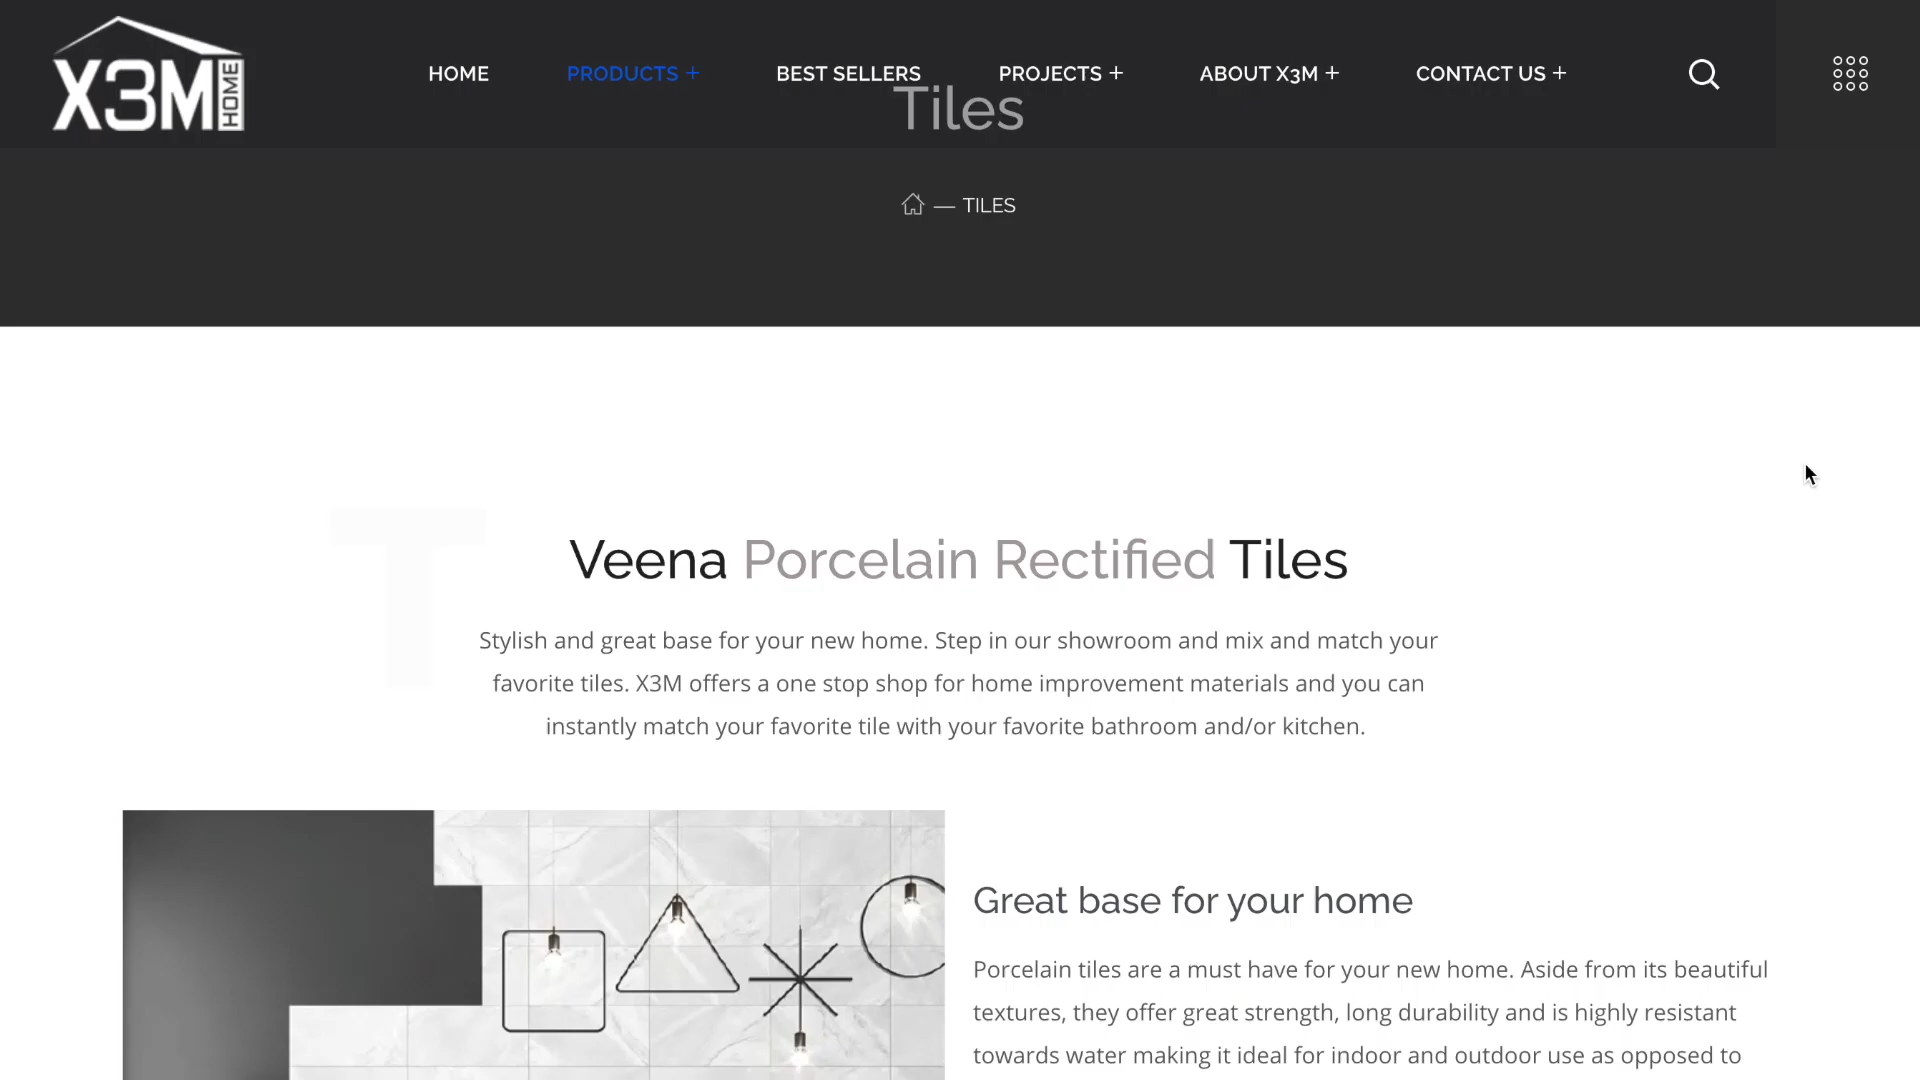 X3M HOME
HOME
PRODUCTS +
BEST SELLERS
PROJECTS +
ABOUT X3M +
CONTACT US +
Tiles
— TILES
T
Veena Porcelain Rectified Tiles
Stylish and great base for your new home. Step in our showroom and mix and match your
favorite tiles. X3M offers a one stop shop for home improvement materials and you can
instantly match your favorite tile with your favorite bathroom and/or kitchen.
Great base for your home
Porcelain tiles are a must have for your new home. Aside from its beautiful
textures, they offer great strength, long durability and is highly resistant
towards water making it ideal for indoor and outdoor use as opposed to